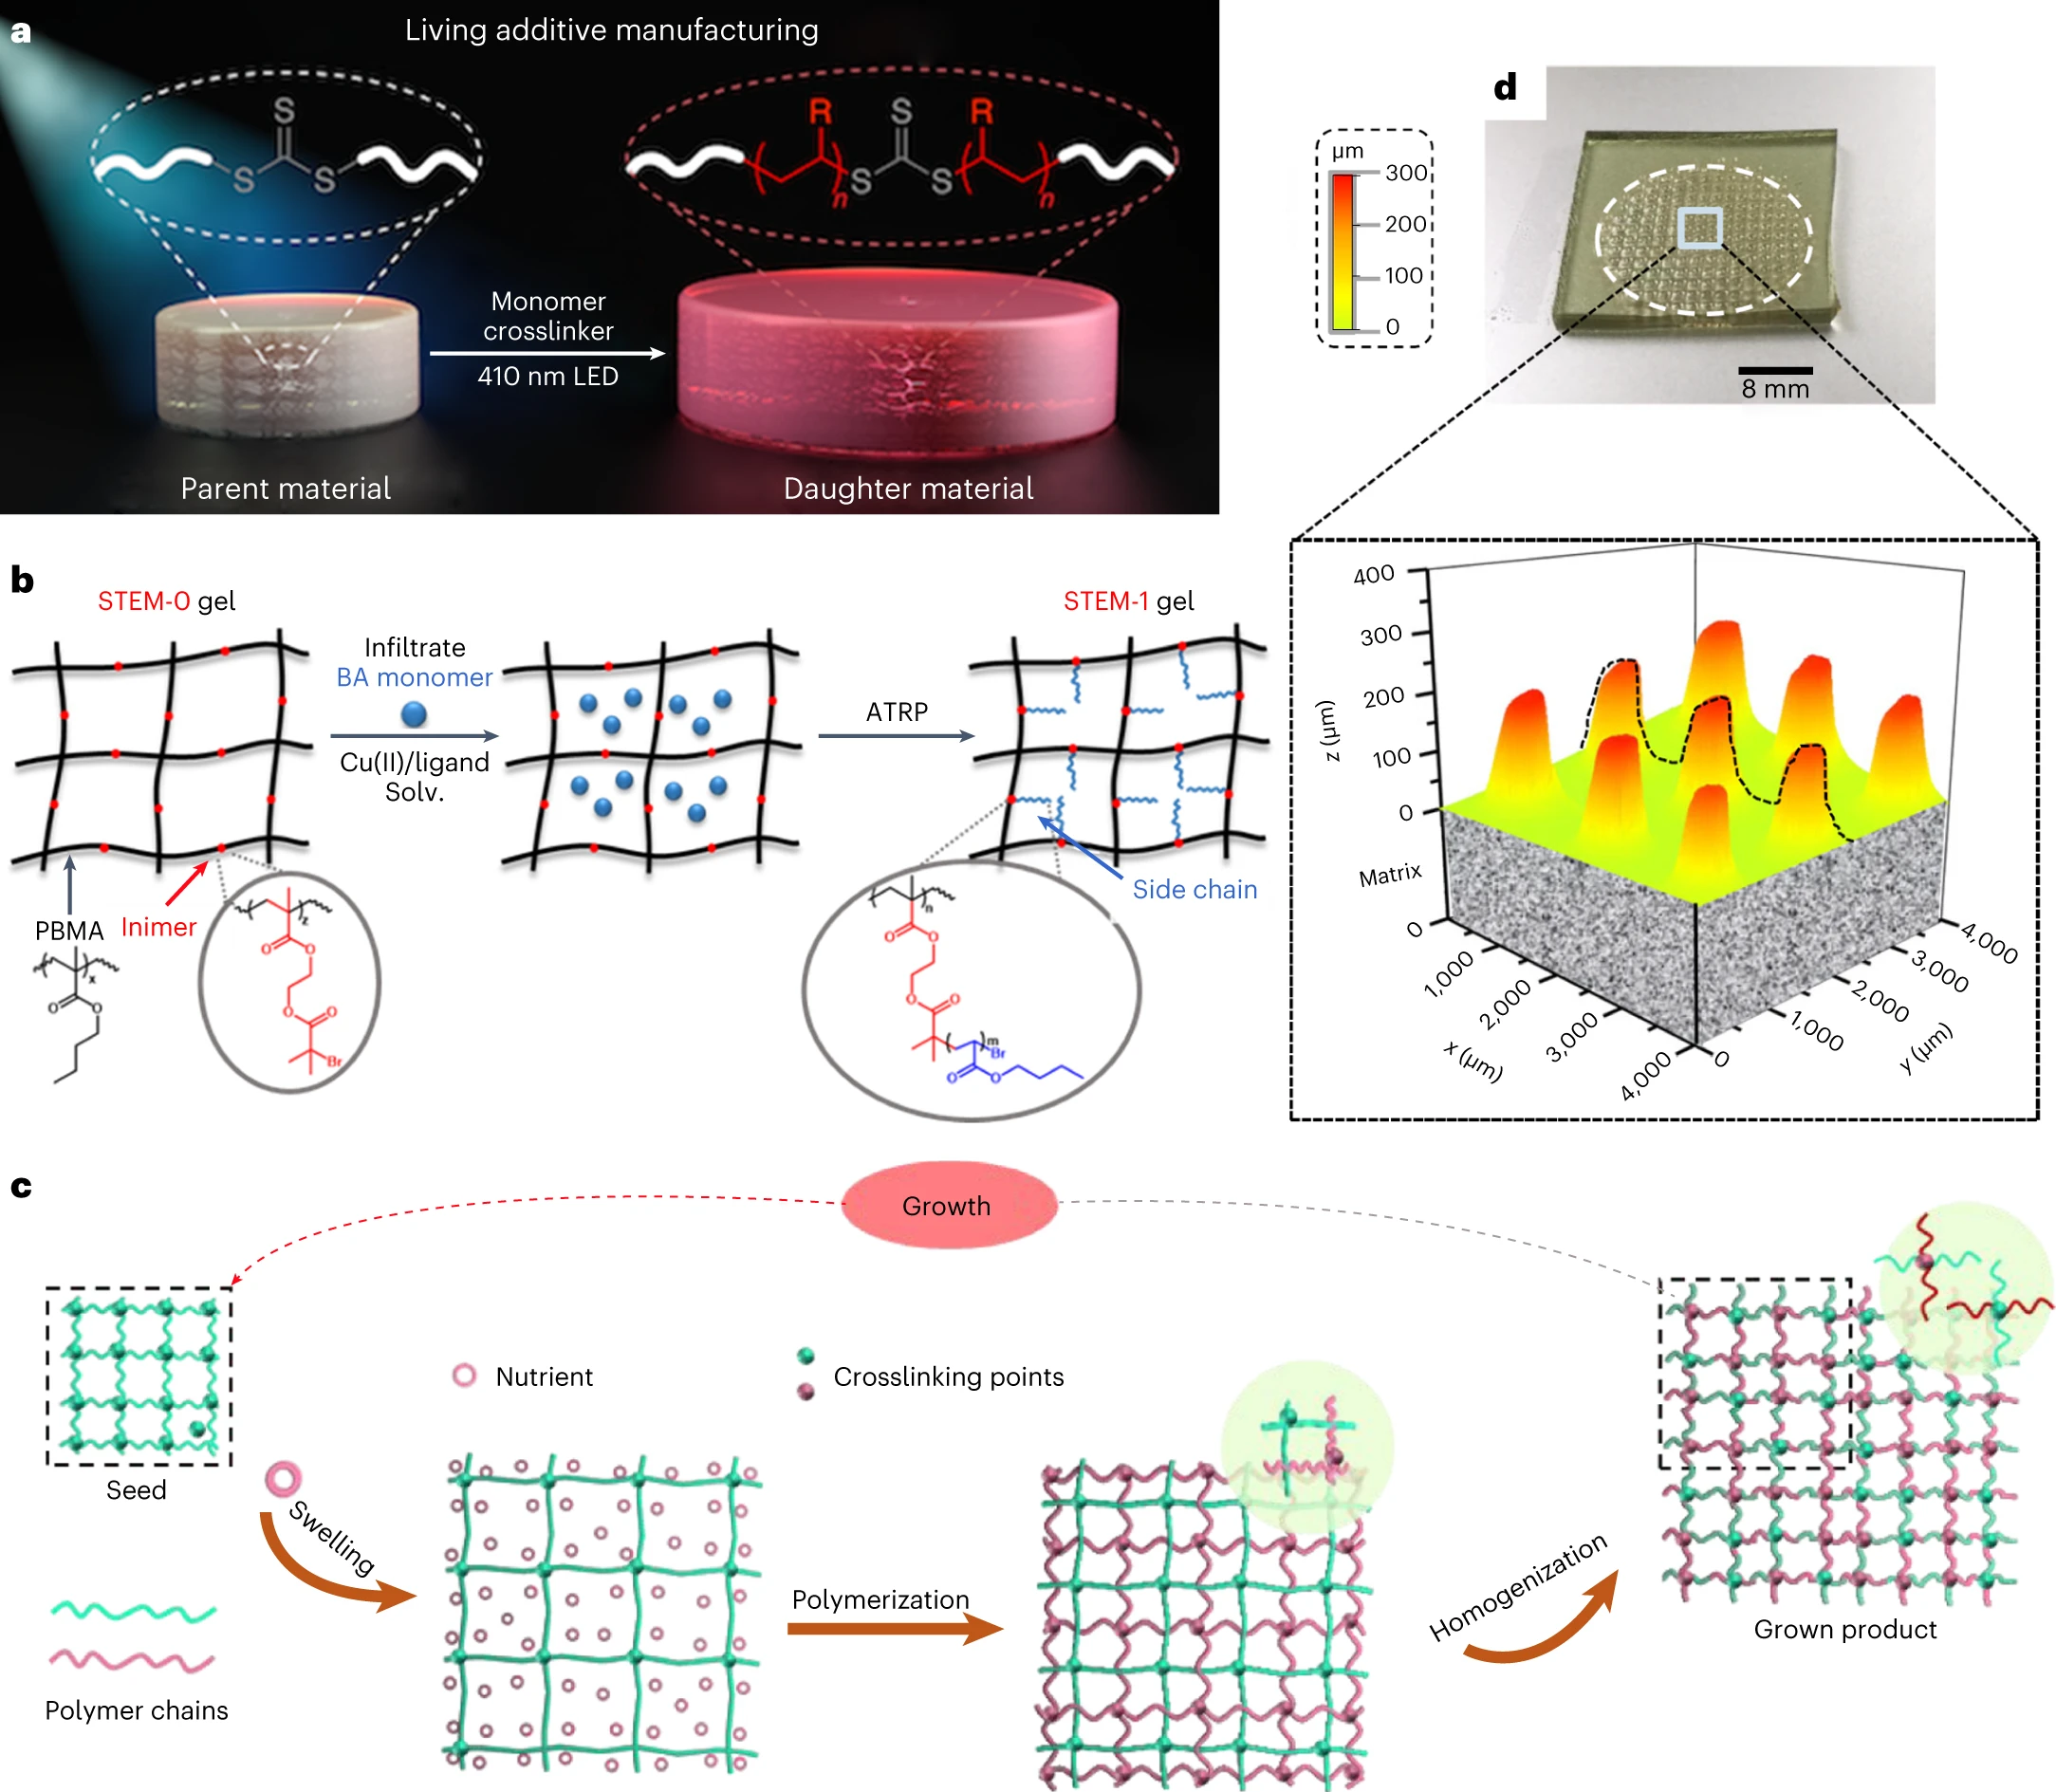 a
Living additive manufacturing
S
S
S
R
S
R
n
S
S
n
Monomer
crosslinker
410 nm LED
Parent material
Daughter material
b
STEM-0 gel
Infiltrate
BA monomer
Cu(II)/ligand
Solv.
ATRP
STEM-1 gel
Side chain
PBMA
Inimer
x
O
O
z
O
O
O
O
Br
n
O
O
O
O
m
Br
O
O
c
Growth
Seed
Nutrient
Crosslinking points
Swelling
Polymerization
Homogenization
Grown product
Polymer chains
d
µm
300
200
100
0
8 mm
400
300
200
100
0
z (µm)
Matrix
0
1,000
2,000
3,000
4,000
x (µm)
0
1,000
2,000
3,000
4,000
y (µm)